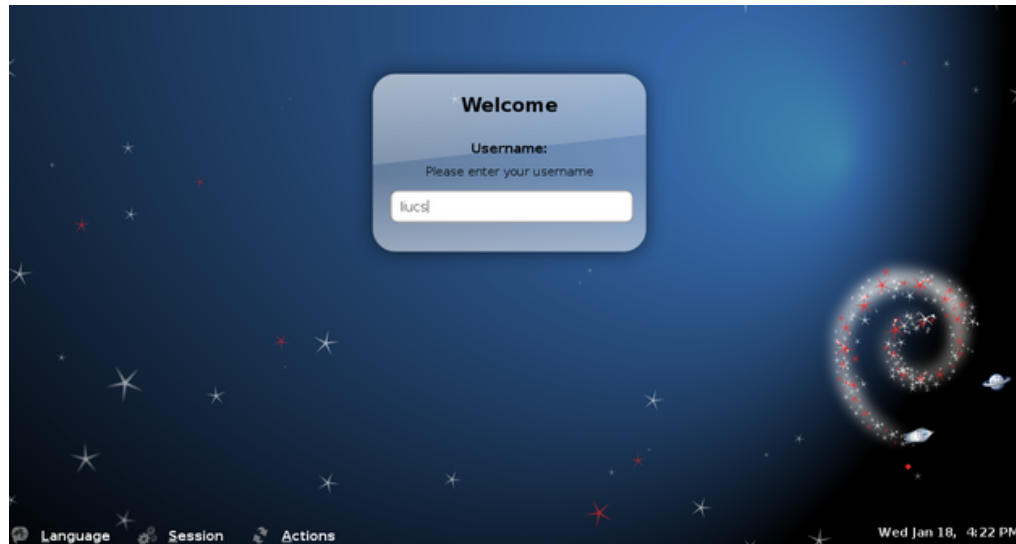 Welcome
Username:
Please enter your username
liucs
Language
Session
Actions
Wed Jan 18, 4:22 PM